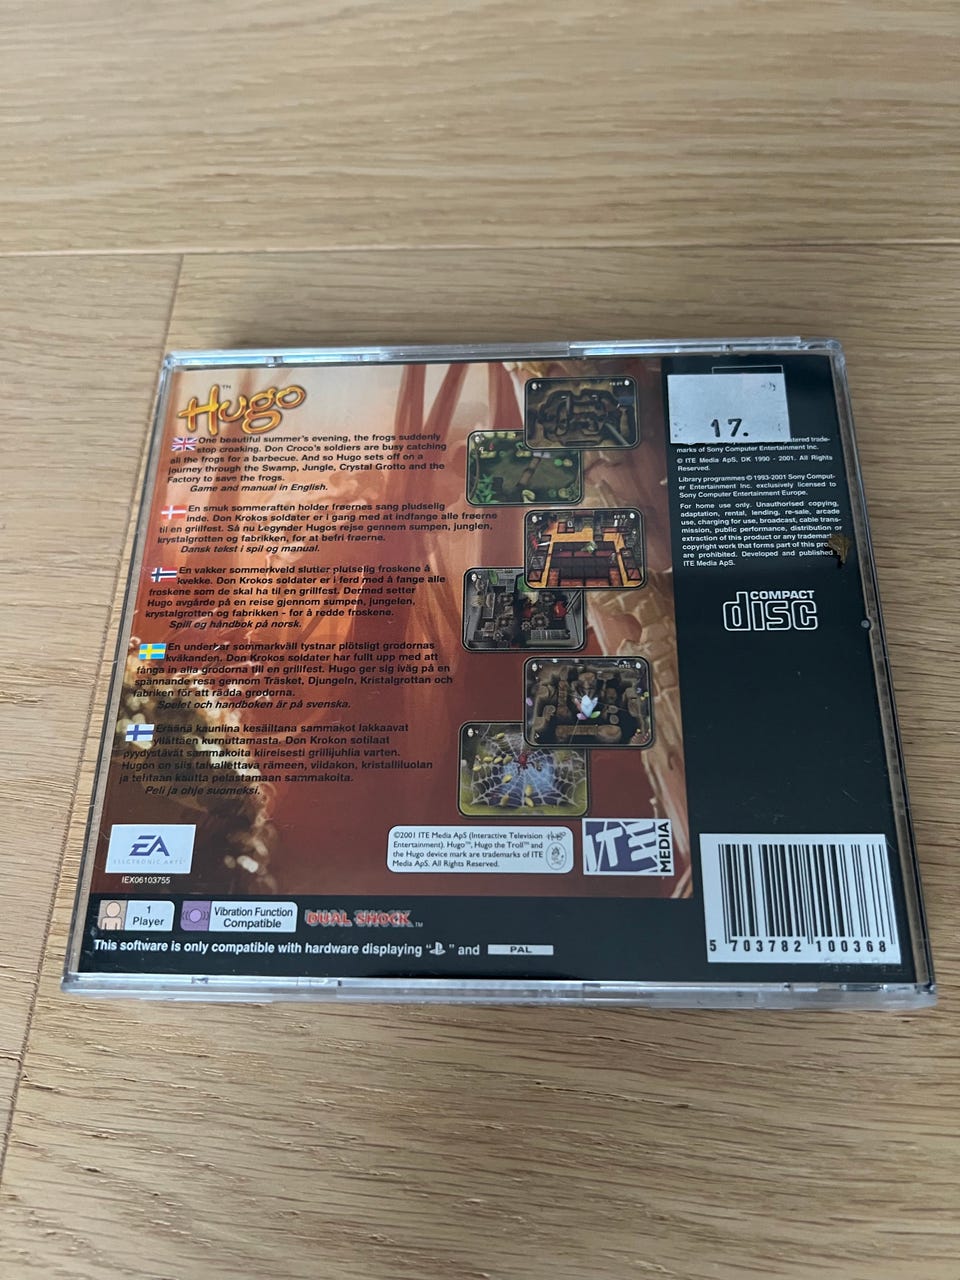 Hugo™
One beautiful summer's evening, the frogs suddenly
stop croaking. Don Croco's soldiers are busy catching
all the frogs for a barbecue. And so Hugo sets off on a
journey through the Swamp, Jungle, Crystal Grotto and the
Factory to save the frogs.
Game and manual in English.
En smuk sommeraften holder frøernes sang pludselig
inde. Don Krokos soldater er i gang med at indfange alle frøerne
til en grillfest. Så nu Legynder Hugos rejse gennem sumpen, junglen,
krystalgrotten og fabrikken, for at befri frøerne.
Dansk tekst i spil og manual.
En vakker sommerkveld slutter plutselig froskene å
kvekke. Don Krokos soldater er i ferd med å fange alle
froskene som de skal ha til en grillfest. Dermed setter
Hugo avgårde på en reise gjennom sumpen, jungelen,
krystalgrotten og fabrikken - for å redde froskene.
Spill og håndbok på norsk.
En underbar sommarkväll tystnar plötsligt grodornas
kväkanden. Don Krokos soldater har fullt upp med att
fånga in alla grodorna till en grillfest. Hugo ger sig iväg på en
spännande resa gennom Träsket, Djungeln, Kristalgrottan och
fabriken för att rädda grodorna.
Spelet och handboken är på svenska.
Eräänä kauniina kesäiltana sammakot lakkaavat
yllättäen kurnuttamasta. Don Krokon sotilaat
pyydystävät sammakoita kiireisesti grillijuhlia varten.
Hugon on siis taivallettava rämeen, viidakon, kristalliluolan
ja tehtaan kautta pelastamaan sammakoita.
Peli ja ohje suomeksi.
17.
registered trade-
marks of Sony Computer Entertainment Inc.
© ITE Media ApS, DK 1990 - 2001. All Rights
Reserved.
Library programmes © 1993-2001 Sony Comput-
er Entertainment Inc. exclusively licensed to
Sony Computer Entertainment Europe.
For home use only. Unauthorised copying,
adaptation, rental, lending, re-sale, arcade
use, charging for use, broadcast, cable trans-
mission, public performance, distribution or
extraction of this product or any trademark
copyright work that forms part of this pro
are prohibited. Developed and published
ITE Media ApS.
COMPACT
disc
EA
ELECTRONIC ARTS
IEX06103755
©2001 ITE Media ApS (Interactive Television
Entertainment). Hugo™, Hugo the Troll™ and
the Hugo device mark are trademarks of ITE
Media ApS. All Rights Reserved.
ITE
MEDIA
1
Player
Vibration Function
Compatible
DUAL SHOCK™
This software is only compatible with hardware displaying " " and PAL
5 703782 100368